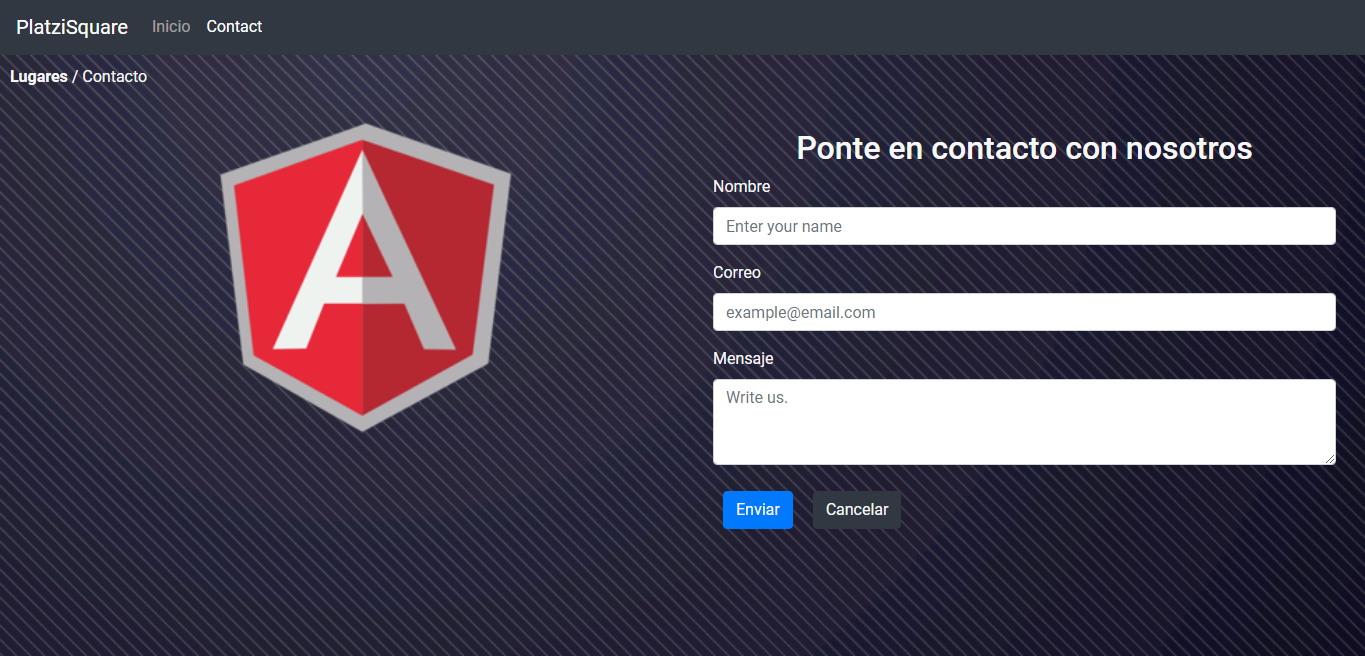 PlatziSquare Inicio Contact
Lugares / Contacto
A
Ponte en contacto con nosotros
Nombre
Enter your name
Correo
example@email.com
Mensaje
Write us.
Enviar Cancelar